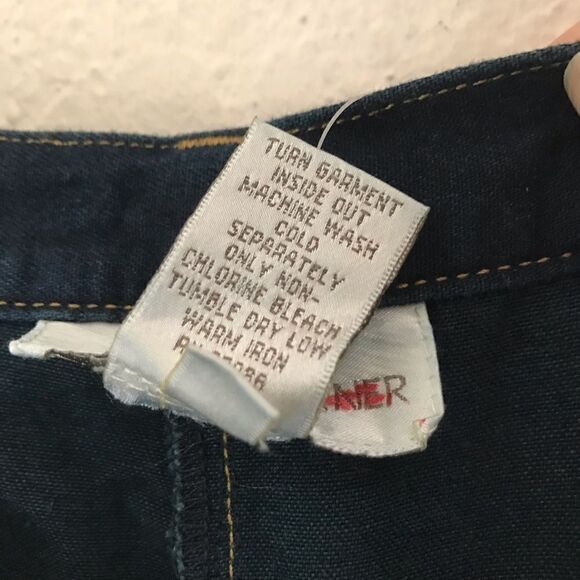 TURN GARMENT
INSIDE OUT
MACHINE WASH
COLD
SEPARATELY
ONLY NON-
CHLORINE BLEACH
TUMBLE DRY LOW
WARM IRON